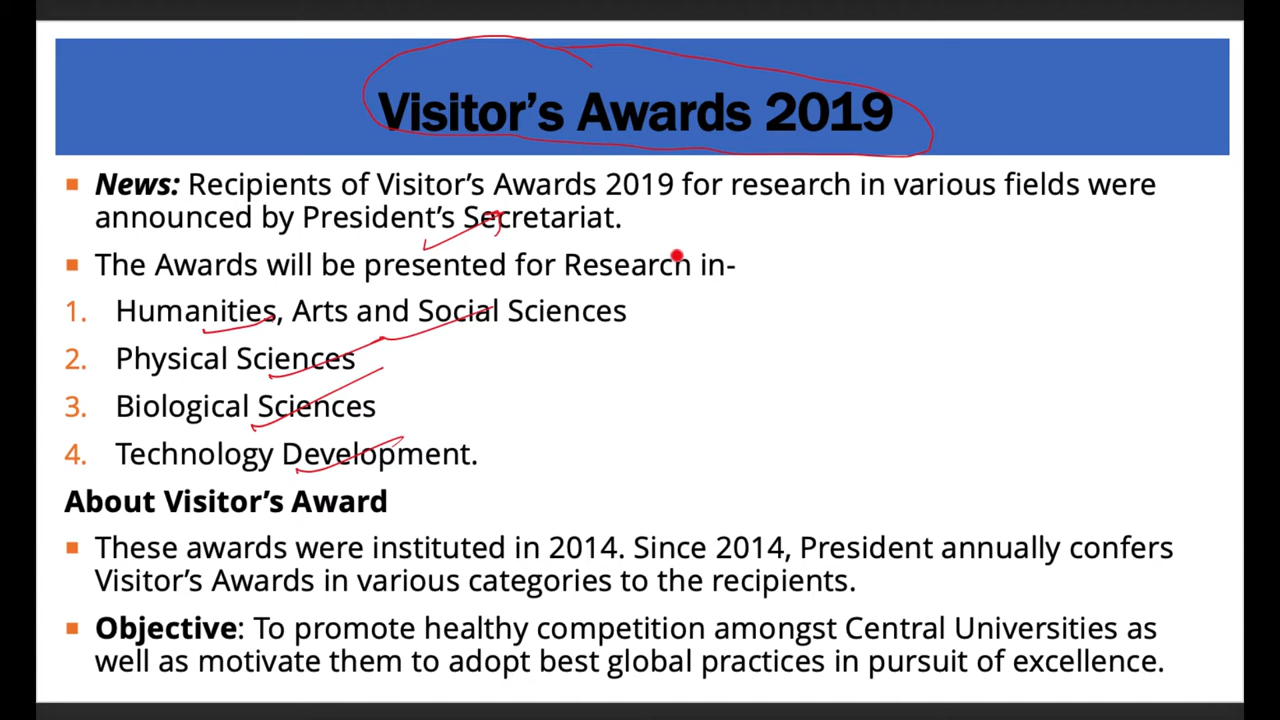 Visitor's Awards 2019
▪ News: Recipients of Visitor's Awards 2019 for research in various fields were
announced by President's Secretariat.
▪ The Awards will be presented for Research in-
1. Humanities, Arts and Social Sciences
2. Physical Sciences
3. Biological Sciences
4. Technology Development.
About Visitor's Award
▪ These awards were instituted in 2014. Since 2014, President annually confers
Visitor's Awards in various categories to the recipients.
▪ Objective: To promote healthy competition amongst Central Universities as
well as motivate them to adopt best global practices in pursuit of excellence.